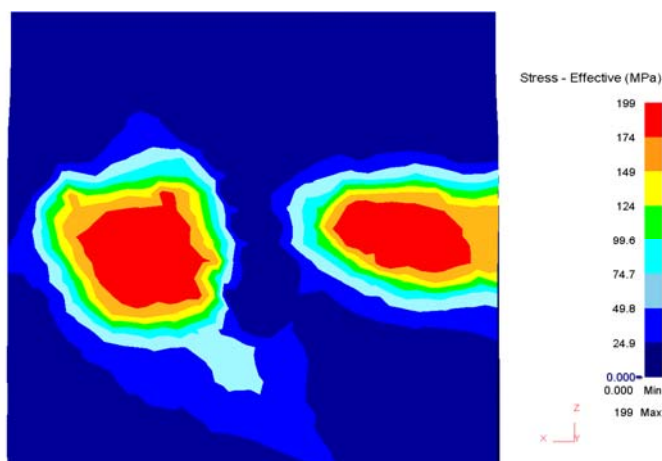 Stress - Effective (MPa)
199
174
149
124
99.6
74.7
49.8
24.9
0.000
0.000 Min
199 Max
Z
X Y